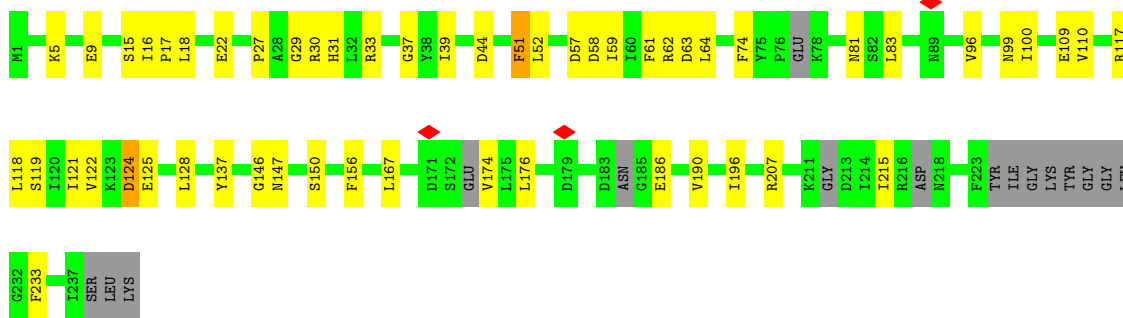 M1 K5 E9 S15 I16 P17 L18 E22 P27 A28 G29 R30 H31 L32 R33 G37 Y38 I39 D44 F51 L52 D57 D58 I59 I60 F61 R62 D63 L64 F74 Y75 P76 GLU K78 N81 S82 L83 N89 V96 N99 I100 E109 V110 R117
L118 S119 I120 I121 V122 K123 D124 E125 L128 Y137 G146 N147 S150 F156 L167 D171 S172 GLU V174 L175 L176 D179 D183 ASN G185 E186 V190 I196 R207 K211 GLY D213 I214 I215 R216 ASP N218 F223 TYR ILE GLY LYS TYR GLY GLY LEU
G232 F233 I237 SER LEU LYS